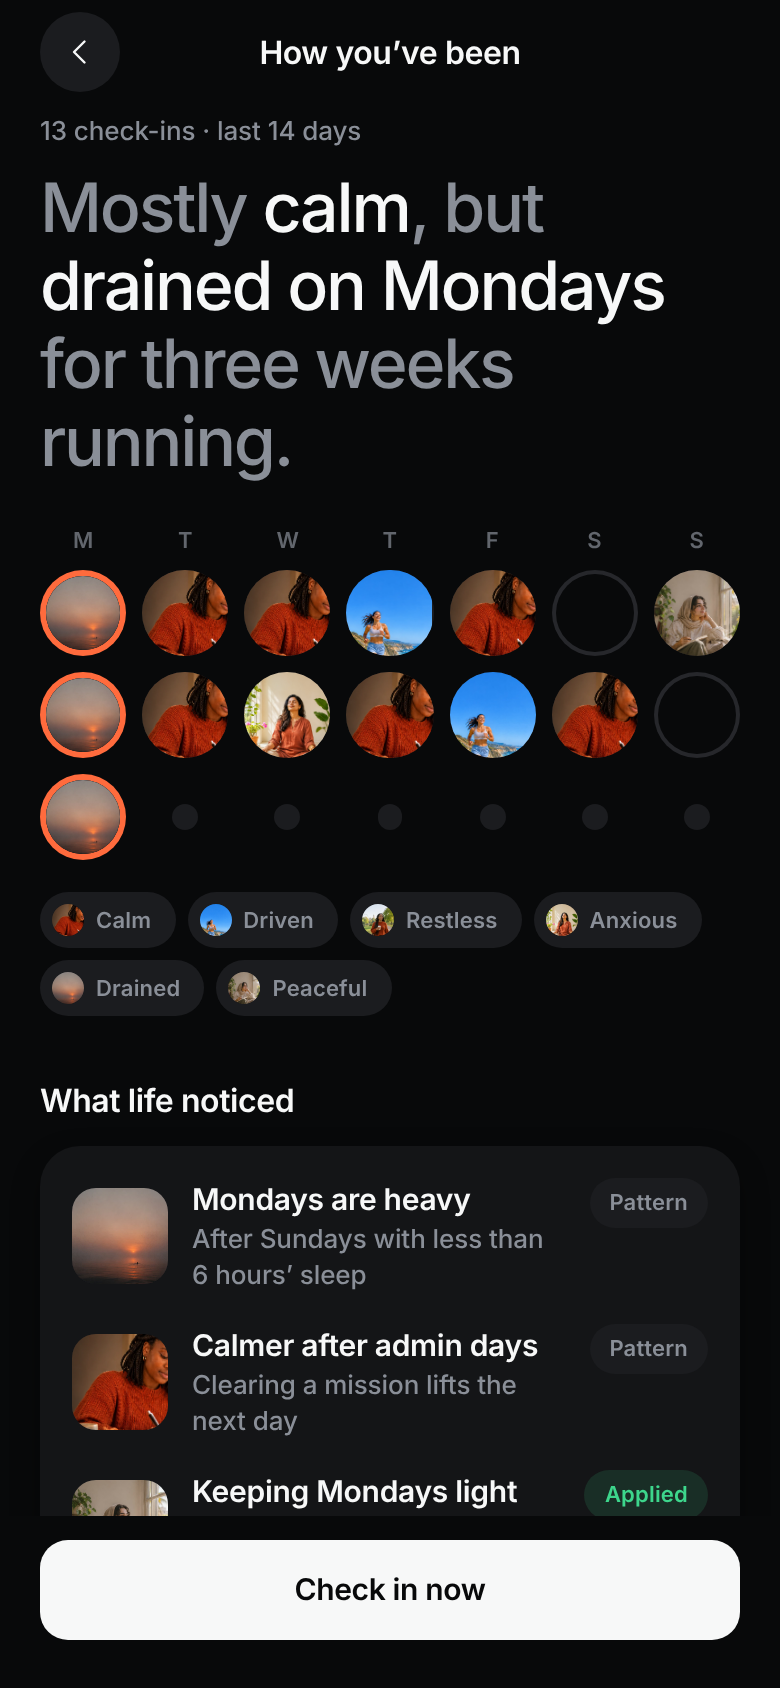 How you’ve been
13 check-ins · last 14 days
Mostly calm, but
drained on Mondays
for three weeks
running.
M T W T F S S
Calm Driven Restless Anxious
Drained Peaceful
What life noticed
Mondays are heavy Pattern
After Sundays with less than
6 hours’ sleep
Calmer after admin days Pattern
Clearing a mission lifts the
next day
Keeping Mondays light Applied
Check in now